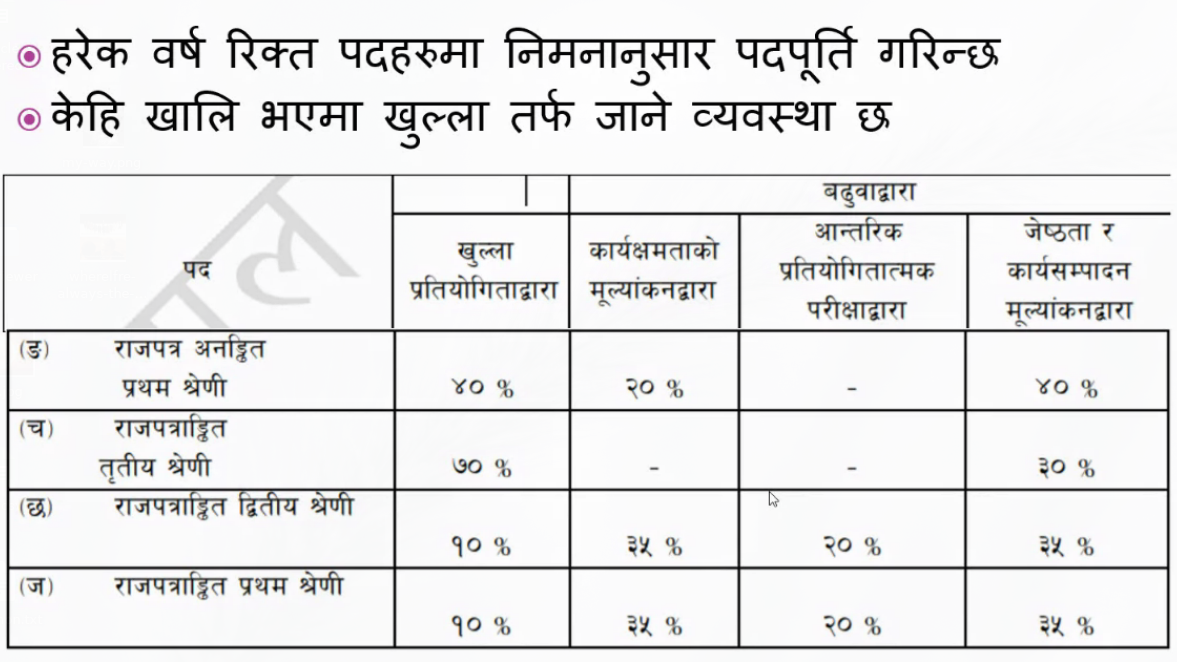 हरेक वर्ष रिक्त पदहरुमा निमनानुसार पदपूर्ति गरिन्छ
केहि खालि भएमा खुल्ला तर्फ जाने व्यवस्था छ
बढुवाद्वारा
पद
खुल्ला
प्रतियोगिताद्वारा
कार्यक्षमताको
मूल्यांकनद्वारा
आन्तरिक
प्रतियोगितात्मक
परीक्षाद्वारा
जेष्ठता र
कार्यसम्पादन
मूल्यांकनद्वारा
(ङ) राजपत्र अनङ्कित
प्रथम श्रेणी ४० % २० % - ४० %
(च) राजपत्राङ्कित
तृतीय श्रेणी ७० % - - ३० %
(छ) राजपत्राङ्कित द्वितीय श्रेणी
१० % ३५ % २० % ३५ %
(ज) राजपत्राङ्कित प्रथम श्रेणी
१० % ३५ % २० % ३५ %